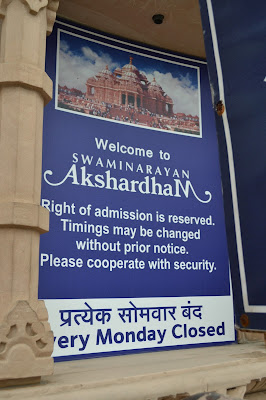 Welcome to
SWAMINARAYAN
AkshardhaM
Right of admission is reserved.
Timings may be changed
without prior notice.
Please cooperate with security.
प्रत्येक सोमवार बंद
very Monday Closed